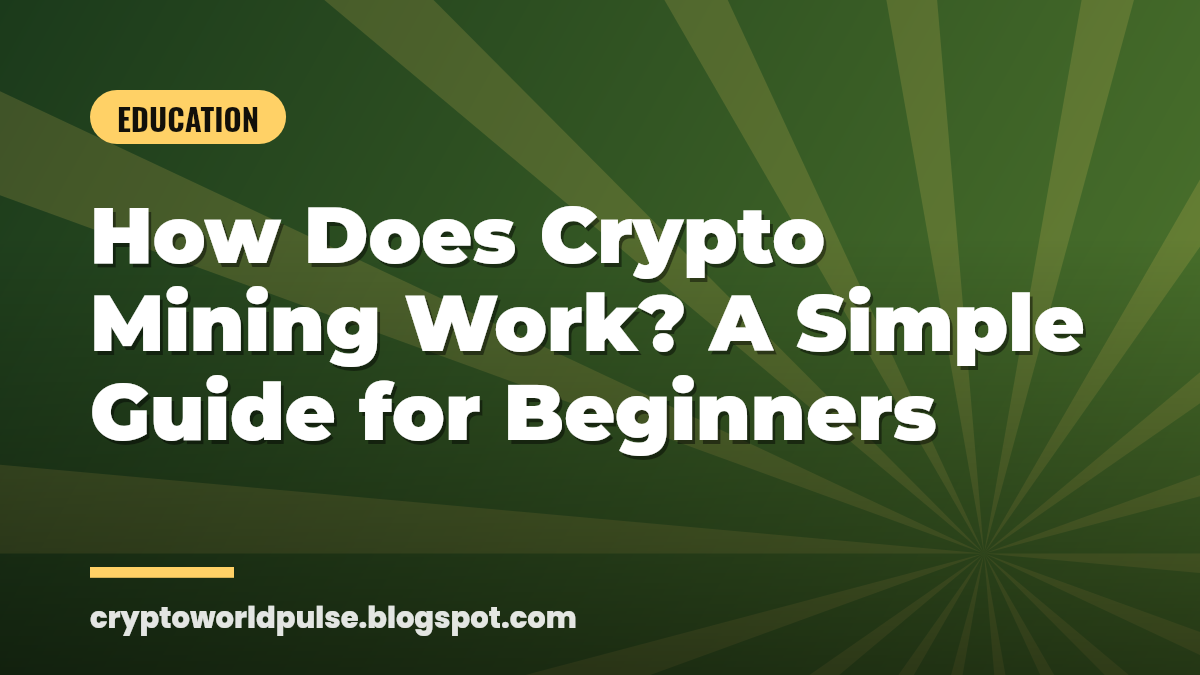 EDUCATION
How Does Crypto
Mining Work? A Simple
Guide for Beginners
cryptoworldpulse.blogspot.com